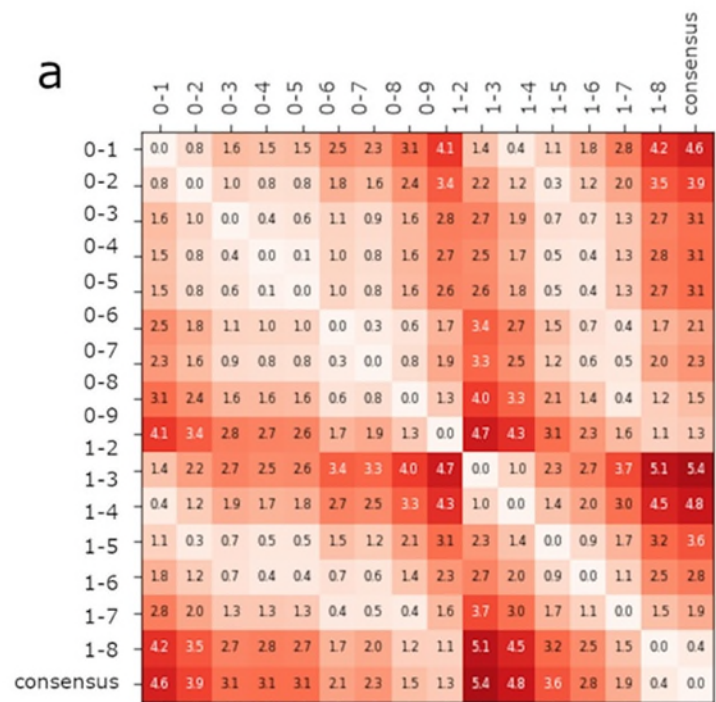 a
0-1 0-2 0-3 0-4 0-5 0-6 0-7 0-8 0-9 1-2 1-3 1-4 1-5 1-6 1-7 1-8 consensus
0-1 0.0 0.8 1.6 1.5 1.5 2.5 2.3 3.1 4.1 1.4 0.4 1.1 1.8 2.8 4.2 4.6
0-2 0.8 0.0 1.0 0.8 0.8 1.8 1.6 2.4 3.4 2.2 1.2 0.3 1.2 2.0 3.5 3.9
0-3 1.6 1.0 0.0 0.4 0.6 1.1 0.9 1.6 2.8 2.7 1.9 0.7 0.7 1.3 2.7 3.1
0-4 1.5 0.8 0.4 0.0 0.1 1.0 0.8 1.6 2.7 2.5 1.7 0.5 0.4 1.3 2.8 3.1
0-5 1.5 0.8 0.6 0.1 0.0 1.0 0.8 1.6 2.6 2.6 1.8 0.5 0.4 1.3 2.7 3.1
0-6 2.5 1.8 1.1 1.0 1.0 0.0 0.3 0.6 1.7 3.4 2.7 1.5 0.7 0.4 1.7 2.1
0-7 2.3 1.6 0.9 0.8 0.8 0.3 0.0 0.8 1.9 3.3 2.5 1.2 0.6 0.5 2.0 2.3
0-8 3.1 2.4 1.6 1.6 1.6 0.6 0.8 0.0 1.3 4.0 3.3 2.1 1.4 0.4 1.2 1.5
0-9
1-2 4.1 3.4 2.8 2.7 2.6 1.7 1.9 1.3 0.0 4.7 4.3 3.1 2.3 1.6 1.1 1.3
1-3 1.4 2.2 2.7 2.5 2.6 3.4 3.3 4.0 4.7 0.0 1.0 2.3 2.7 3.7 5.1 5.4
1-4 0.4 1.2 1.9 1.7 1.8 2.7 2.5 3.3 4.3 1.0 0.0 1.4 2.0 3.0 4.5 4.8
1-5 1.1 0.3 0.7 0.5 0.5 1.5 1.2 2.1 3.1 2.3 1.4 0.0 0.9 1.7 3.2 3.6
1-6 1.8 1.2 0.7 0.4 0.4 0.7 0.6 1.4 2.3 2.7 2.0 0.9 0.0 1.1 2.5 2.8
1-7 2.8 2.0 1.3 1.3 1.3 0.4 0.5 0.4 1.6 3.7 3.0 1.7 1.1 0.0 1.5 1.9
1-8 4.2 3.5 2.7 2.8 2.7 1.7 2.0 1.2 1.1 5.1 4.5 3.2 2.5 1.5 0.0 0.4
consensus 4.6 3.9 3.1 3.1 3.1 2.1 2.3 1.5 1.3 5.4 4.8 3.6 2.8 1.9 0.4 0.0